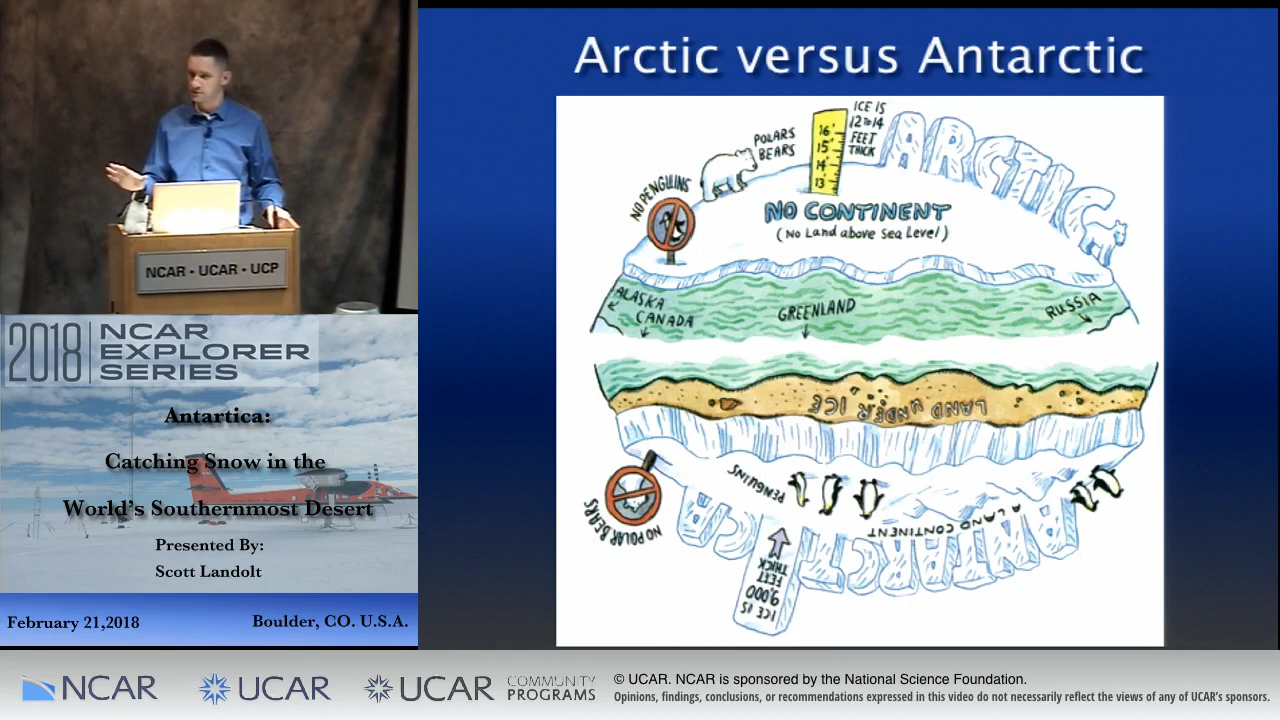 Arctic versus Antarctic
ICE IS
12 TO 14
FEET
THICK
16'
15'
14'
13'
POLARS
BEARS
ARCTIC
NO PENGUINS
NO CONTINENT
(No Land above Sea Level)
ALASKA
CANADA
GREENLAND
RUSSIA
LAND UNDER ICE
PENGUINS
NO POLAR BEARS
A LAND CONTINENT
ANTARCTICA
ICE IS
9,000
FEET
THICK
NCAR • UCAR • UCP
2018 NCAR
EXPLORER
SERIES
Antartica:
Catching Snow in the
World's Southernmost Desert
Presented By:
Scott Landolt
February 21,2018
Boulder, CO. U.S.A.
NCAR
UCAR
UCAR COMMUNITY
PROGRAMS
© UCAR. NCAR is sponsored by the National Science Foundation.
Opinions, findings, conclusions, or recommendations expressed in this video do not necessarily reflect the views of any of UCAR's sponsors.